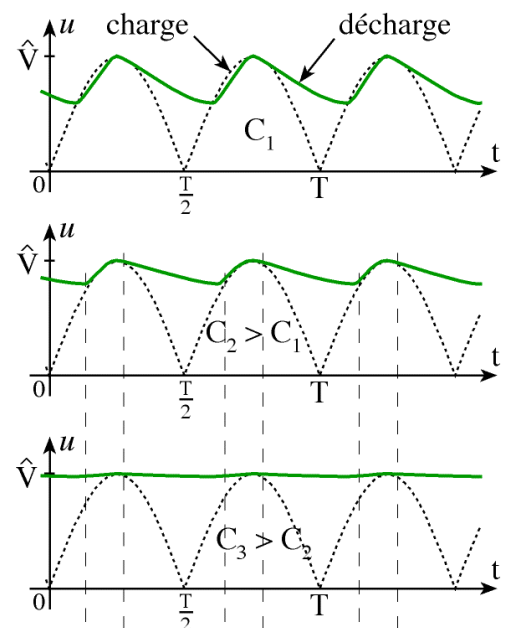 u charge décharge
V̂
C₁
t
0 T/2 T
u
V̂
C₂ > C₁
t
0 T/2 T
u
V̂
C₃ > C₂
t
0 T/2 T